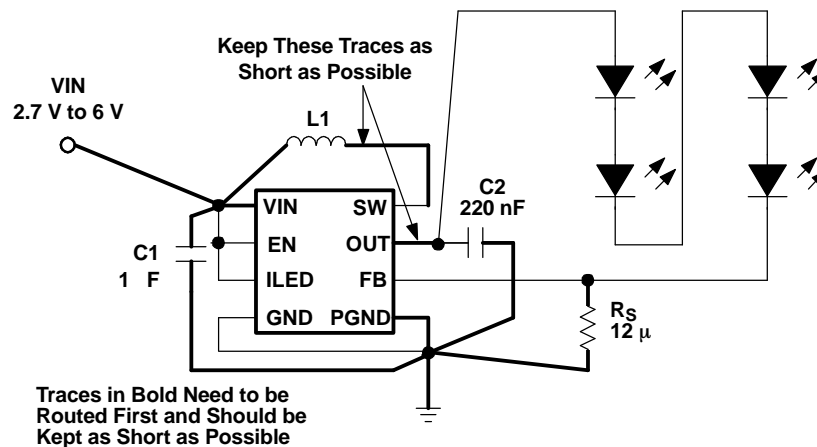 Keep These Traces as
Short as Possible
VIN
2.7 V to 6 V
L1
C2
220 nF
VIN
SW
EN
OUT
ILED
FB
GND
PGND
C1
1 F
RS
12 μ
Traces in Bold Need to be
Routed First and Should be
Kept as Short as Possible